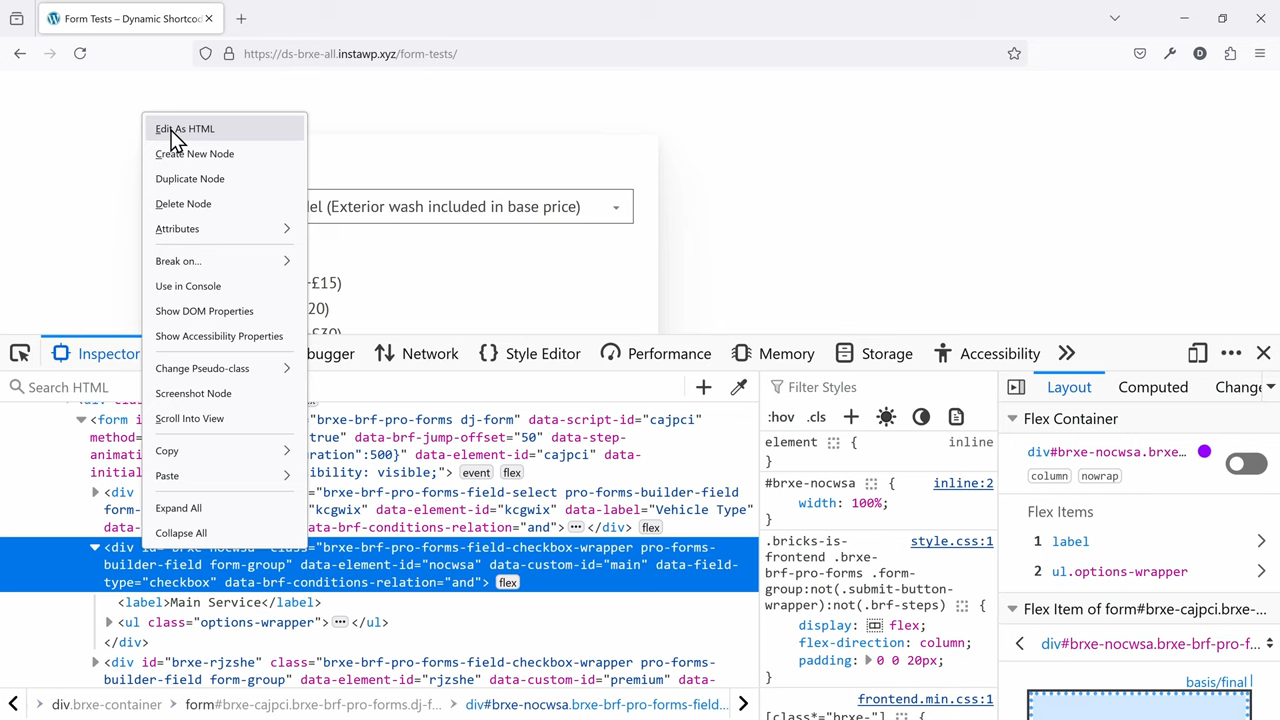 Form Tests – Dynamic Shortcod
https://ds-brxe-all.instawp.xyz/form-tests/
D
Edit As HTML
Create New Node
Duplicate Node
Delete Node
Attributes
Break on...
Use in Console
Show DOM Properties
Show Accessibility Properties
Change Pseudo-class
Screenshot Node
Scroll Into View
Copy
Paste
Expand All
Collapse All
(Exterior wash included in base price)
£15)
20)
£30)
Inspector
Network
Style Editor
Performance
Memory
Storage
Accessibility
Search HTML
<form
"brxe-brf-pro-forms dj-form" data-script-id="cajpci"
method=
"true" data-brf-jump-offset="50" data-step-
:500}" data-element-id="cajpci" data-
visible;"> event flex
<div
="brxe-brf-pro-forms-field-select pro-forms-builder-field
form-
data-element-id="kcgwix" data-label="Vehicle Type"
data-brf-conditions-relation="and"> </div> flex
<div
class="brxe-brf-pro-forms-field-checkbox-wrapper pro-forms-
builder-field form-group" data-element-id="nocwsa" data-custom-id="main" data-field-
type="checkbox" data-brf-conditions-relation="and"> flex
<label>Main Service</label>
<ul class="options-wrapper"> </ul>
</div>
<div id="brxe-rjzshe" class="brxe-brf-pro-forms-field-checkbox-wrapper pro-forms-
builder-field form-group" data-element-id="rjzshe" data-custom-id="premium" data-
div.brxe-container
form#brxe-cajpci.brxe-brf-pro-forms.dj-f...
div#brxe-nocwsa.brxe-brf-pro-forms-field...
Filter Styles
:hov .cls
element { inline
}
#brxe-nocwsa { inline:2
width: 100%;
}
.bricks-is- style.css:1
frontend .brxe-
brf-pro-forms .form-
group:not(.submit-button-
wrapper):not(.brf-steps) {
display: flex;
flex-direction: column;
padding: 0 0 20px;
}
frontend.min.css:1
[class*="brxe-"] {
Layout
Computed
Change
Flex Container
div#brxe-nocwsa.brxe...
column nowrap
Flex Items
1 label
2 ul.options-wrapper
Flex Item of form#brxe-cajpci.brxe-...
div#brxe-nocwsa.brxe-brf-pro-f...
basis/final